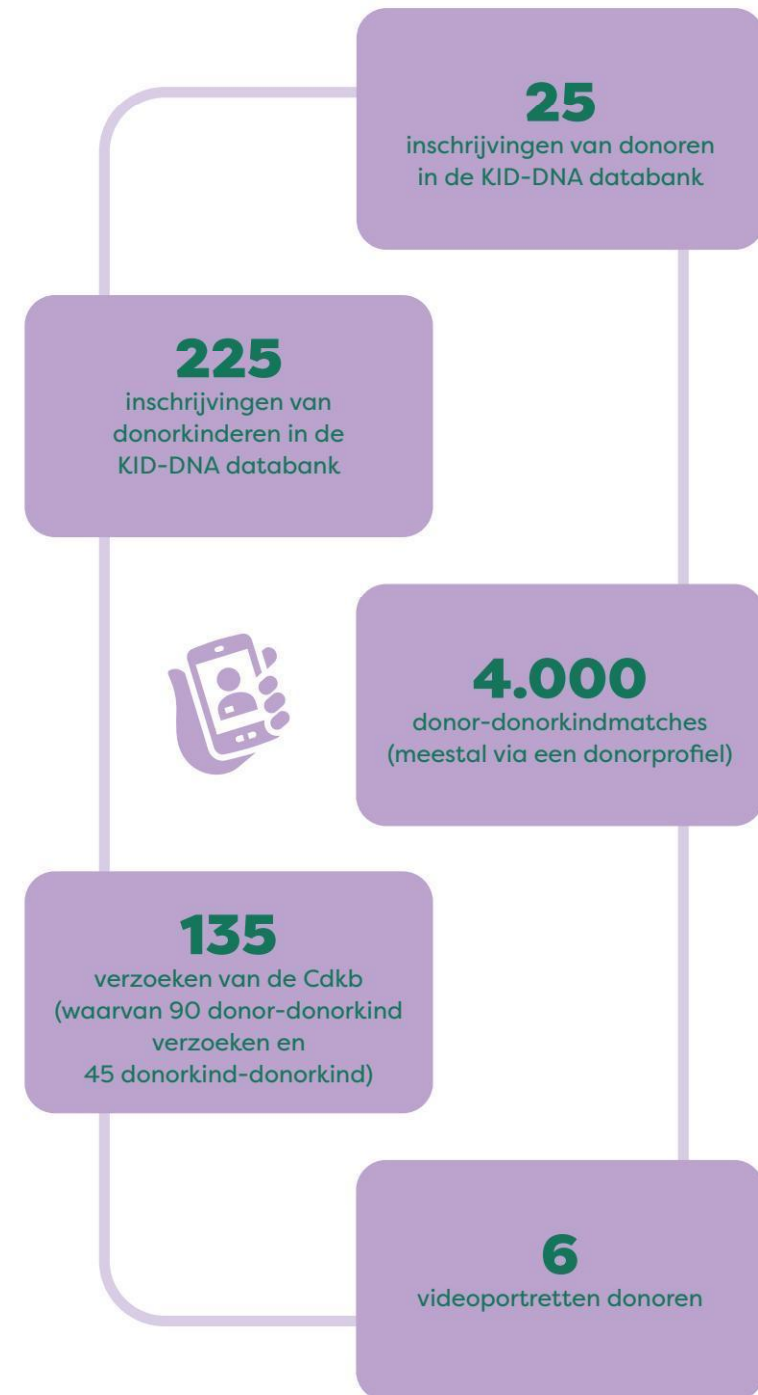 25
inschrijvingen van donoren
in de KID-DNA databank
225
inschrijvingen van
donorkinderen in de
KID-DNA databank
4.000
donor-donorkindmatches
(meestal via een donorprofiel)
135
verzoeken van de Cdkb
(waarvan 90 donor-donorkind
verzoeken en
45 donorkind-donorkind)
6
videoportretten donoren